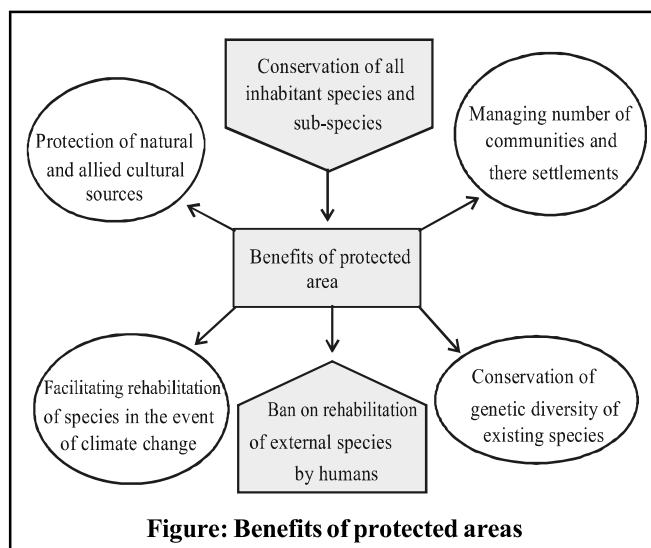 Conservation of all
inhabitant species and
sub-species
Protection of natural
and allied cultural
sources
Managing number of
communities and
there settlements
Benefits of protected
area
Facilitating rehabilitation
of species in the event
of climate change
Ban on rehabilitation
of external species
by humans
Conservation of
genetic diversity of
existing species
Figure: Benefits of protected areas